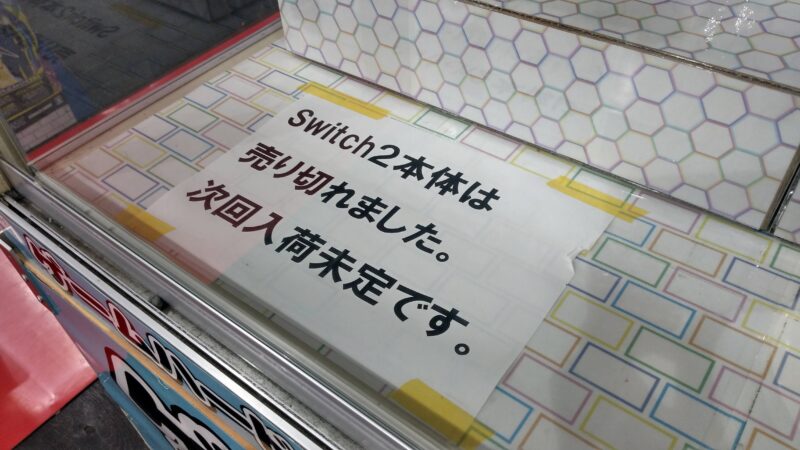 Switch2本体は
売り切れました。
次回入荷未定です。